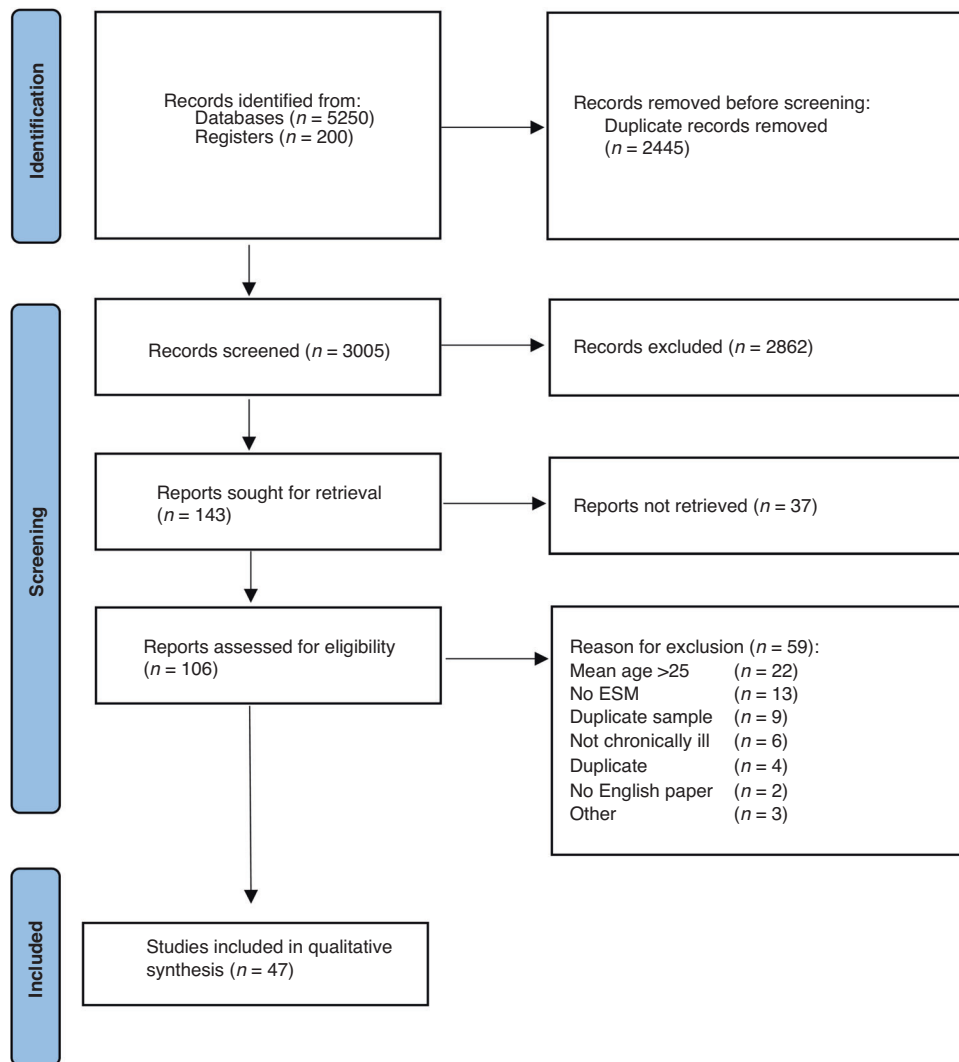 Identification
Records identified from:
Databases (n = 5250)
Registers (n = 200)
Records removed before screening:
Duplicate records removed
(n = 2445)
Screening
Records screened (n = 3005)
Records excluded (n = 2862)
Reports sought for retrieval
(n = 143)
Reports not retrieved (n = 37)
Reports assessed for eligibility
(n = 106)
Reason for exclusion (n = 59):
Mean age >25 (n = 22)
No ESM (n = 13)
Duplicate sample (n = 9)
Not chronically ill (n = 6)
Duplicate (n = 4)
No English paper (n = 2)
Other (n = 3)
Included
Studies included in qualitative
synthesis (n = 47)